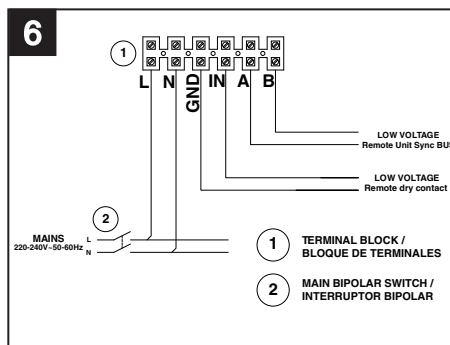 6
1
L N GND IN A B
LOW VOLTAGE
Remote Unit Sync BUS
LOW VOLTAGE
Remote dry contact
2
MAINS
220-240V~50-60Hz
L
N
1 TERMINAL BLOCK /
BLOQUE DE TERMINALES
2 MAIN BIPOLAR SWITCH /
INTERRUPTOR BIPOLAR